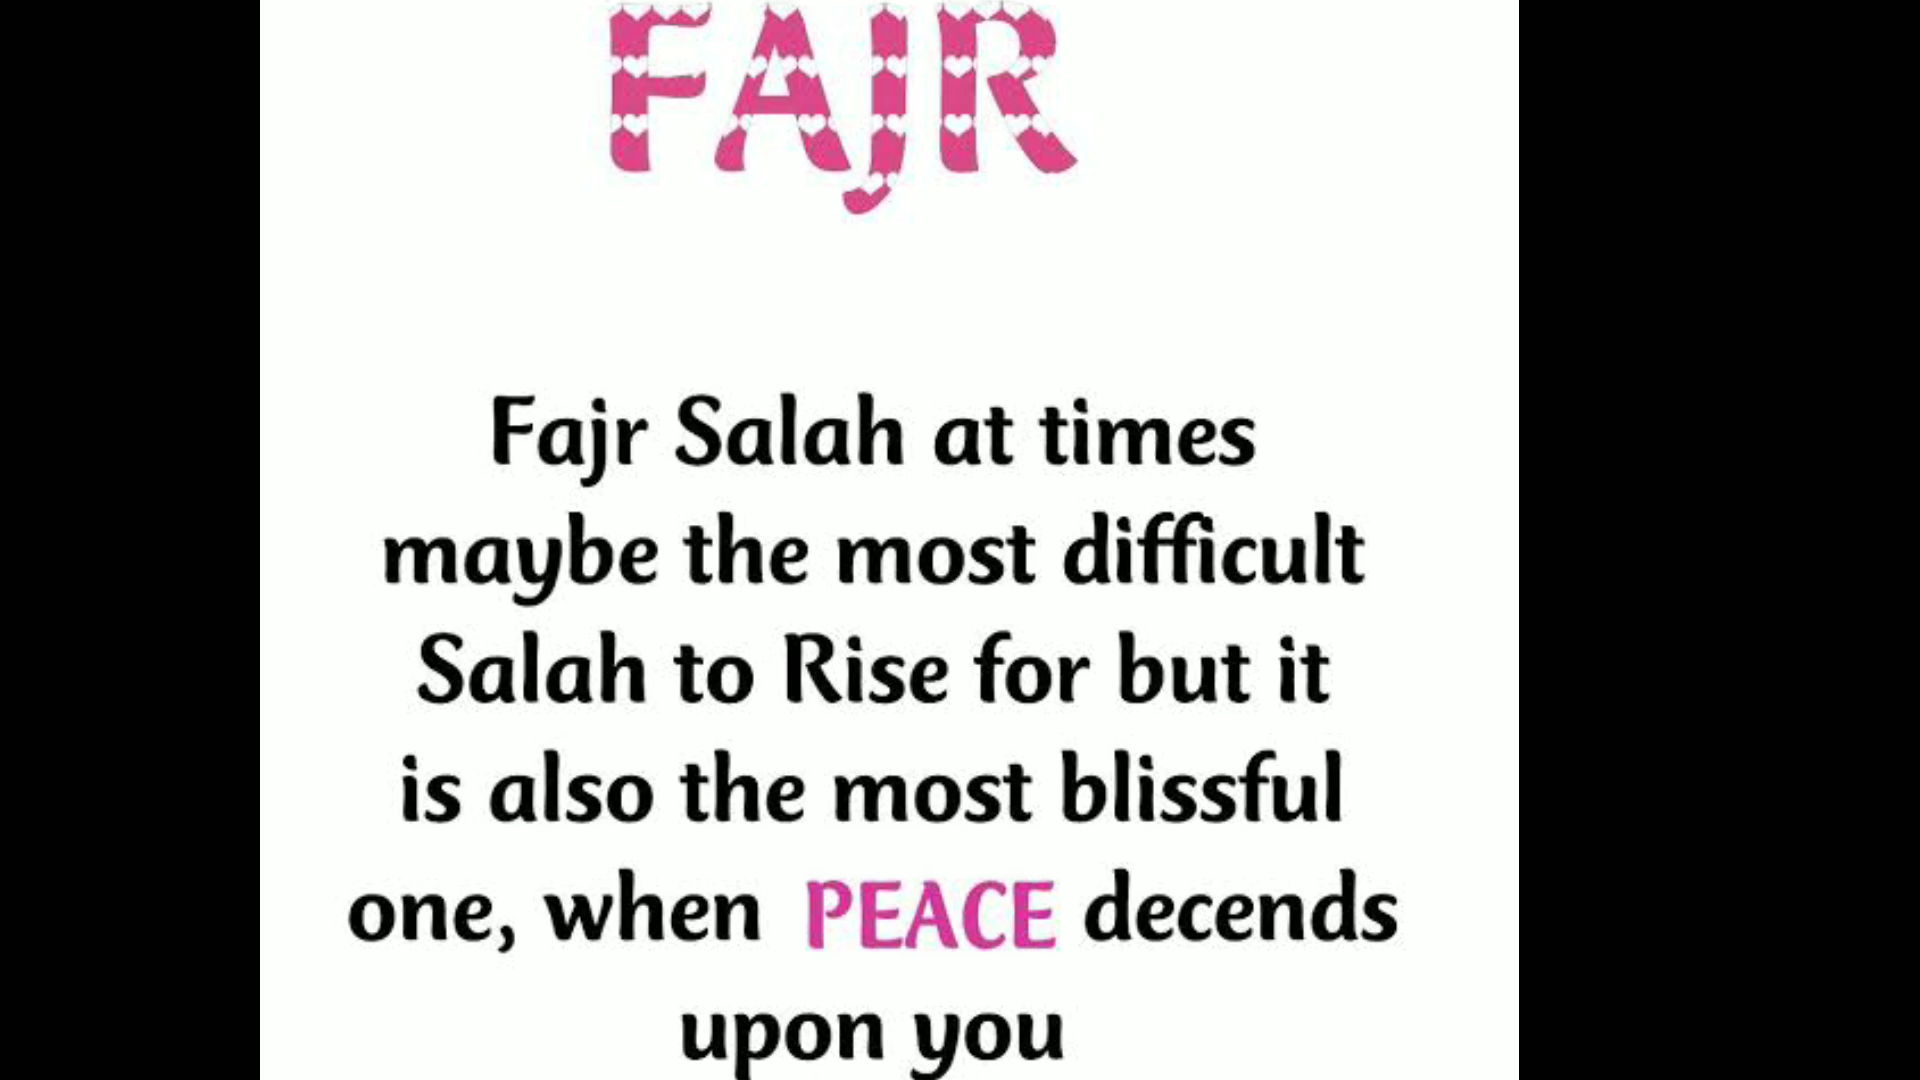 FAJR
Fajr Salah at times
maybe the most difficult
Salah to Rise for but it
is also the most blissful
one, when PEACE decends
upon you